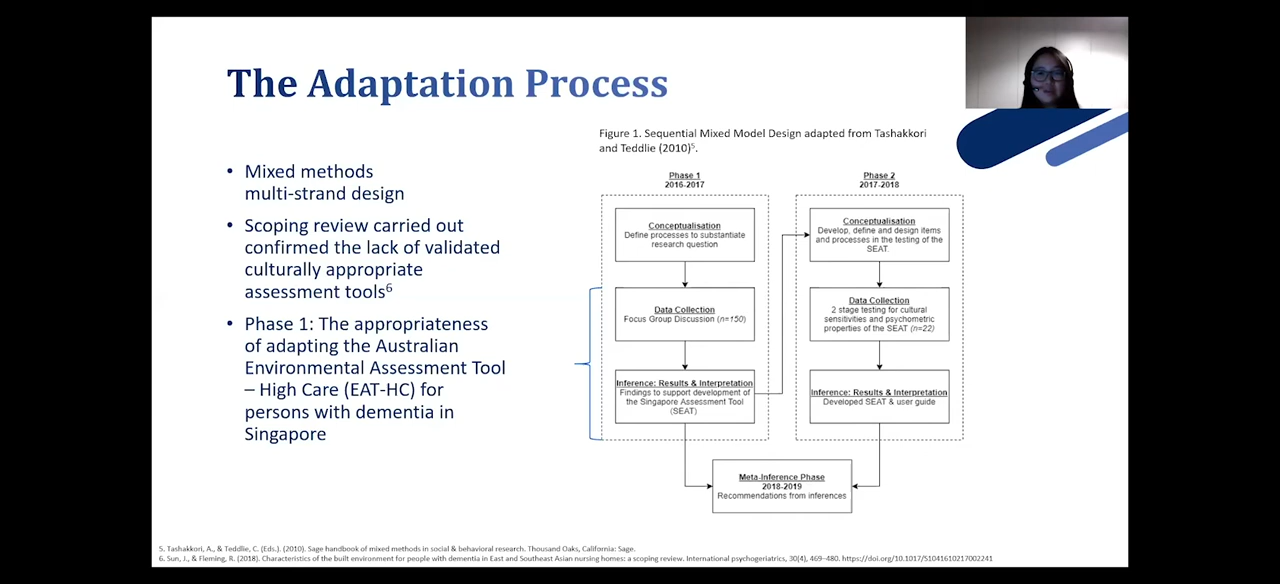 The Adaptation Process
• Mixed methods
multi-strand design
• Scoping review carried out
confirmed the lack of validated
culturally appropriate
assessment tools6
• Phase 1: The appropriateness
of adapting the Australian
Environmental Assessment Tool
– High Care (EAT-HC) for
persons with dementia in
Singapore
Figure 1. Sequential Mixed Model Design adapted from Tashakkori
and Teddlie (2010)5.
Phase 1
2016-2017
Conceptualisation
Define processes to substantiate
research question
Data Collection
Focus Group Discussion (n=150)
Inference: Results & Interpretation
Findings to support development of
the Singapore Assessment Tool
(SEAT)
Phase 2
2017-2018
Conceptualisation
Develop, define and design items
and processes in the testing of the
SEAT.
Data Collection
2 stage testing for cultural
sensitivities and psychometric
properties of the SEAT (n=22)
Inference: Results & Interpretation
Developed SEAT & user guide
Meta-Inference Phase
2018-2019
Recommendations from inferences
5. Tashakkori, A., & Teddlie, C. (Eds.). (2010). Sage handbook of mixed methods in social & behavioral research. Thousand Oaks, California: Sage.
6. Sun, J., & Fleming, R. (2018). Characteristics of the built environment for people with dementia in East and Southeast Asian nursing homes: a scoping review. International psychogeriatrics, 30(4), 469–480. https://doi.org/10.1017/S1041610217002241